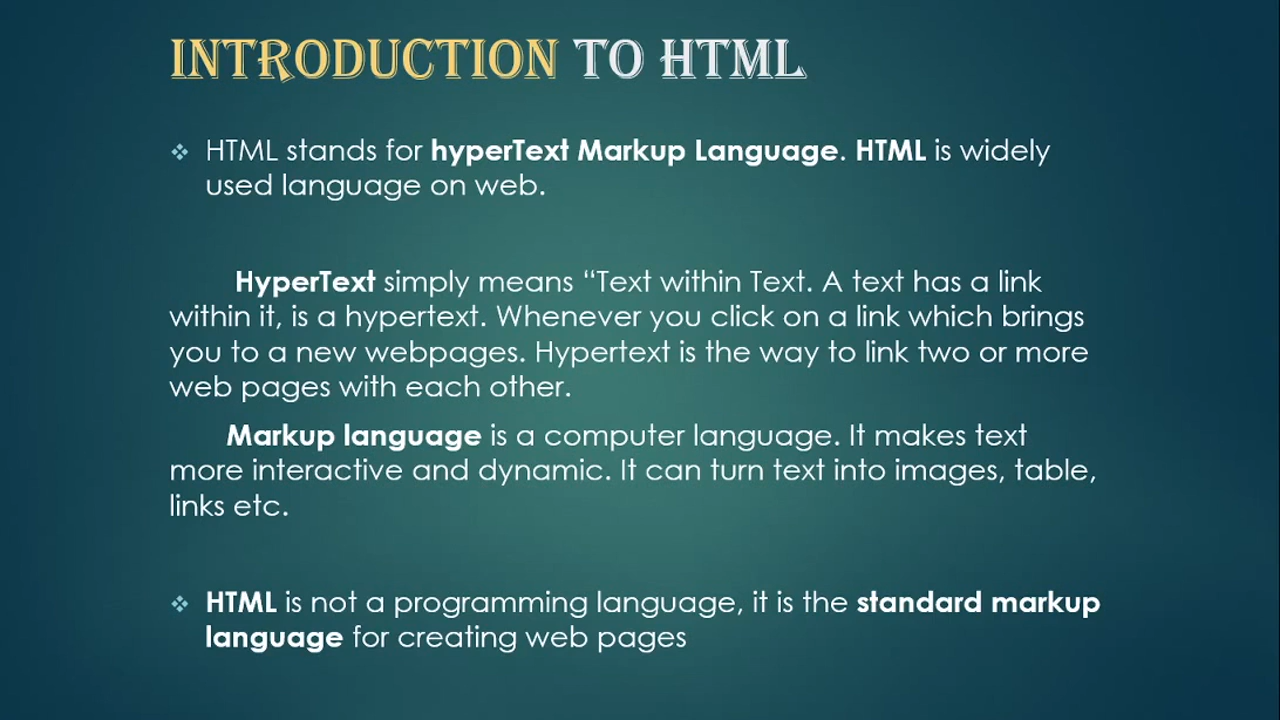 INTRODUCTION TO HTML
HTML stands for hyperText Markup Language. HTML is widely
used language on web.
HyperText simply means “Text within Text. A text has a link
within it, is a hypertext. Whenever you click on a link which brings
you to a new webpages. Hypertext is the way to link two or more
web pages with each other.
Markup language is a computer language. It makes text
more interactive and dynamic. It can turn text into images, table,
links etc.
HTML is not a programming language, it is the standard markup
language for creating web pages